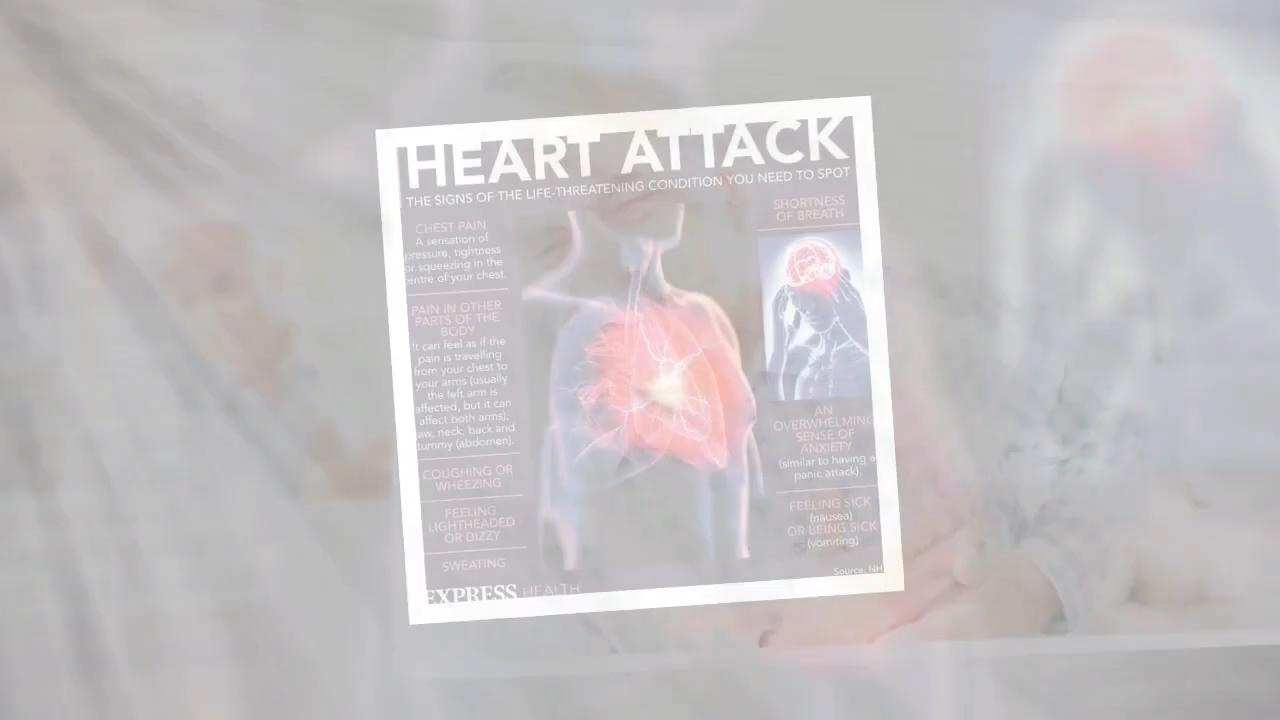 HEART ATTACK
THE SIGNS OF THE LIFE-THREATENING CONDITION YOU NEED TO SPOT
CHEST PAIN
A sensation of
pressure, tightness
or squeezing in the
entre of your chest.
PAIN IN OTHER
PARTS OF THE
BODY
It can feel as if the
pain is travelling
from your chest to
your arms (usually
the left arm is
affected, but it can
affect both arms),
aw, neck, back and
tummy (abdomen).
COUGHING OR
WHEEZING
FEELING
LIGHTHEADED
OR DIZZY
SWEATING
EXPRESS HEALTH
SHORTNESS
OF BREATH
AN
OVERWHELMING
SENSE OF
ANXIETY
(similar to having a
panic attack).
FEELING SICK
(nausea)
OR BEING SICK
(vomiting)
Source: NH